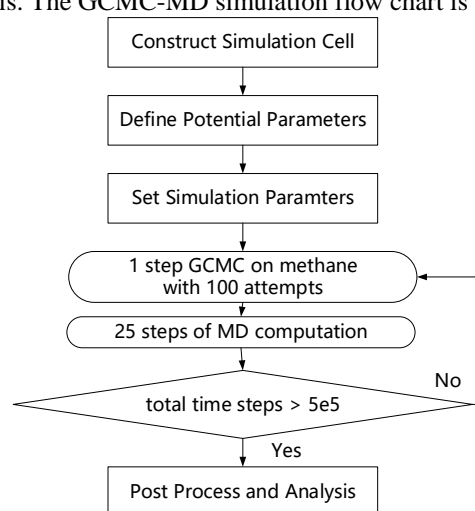 is. The GCMC-MD simulation flow chart is
Construct Simulation Cell
Define Potential Parameters
Set Simulation Paramters
1 step GCMC on methane
with 100 attempts
25 steps of MD computation
No
total time steps > 5e5
Yes
Post Process and Analysis